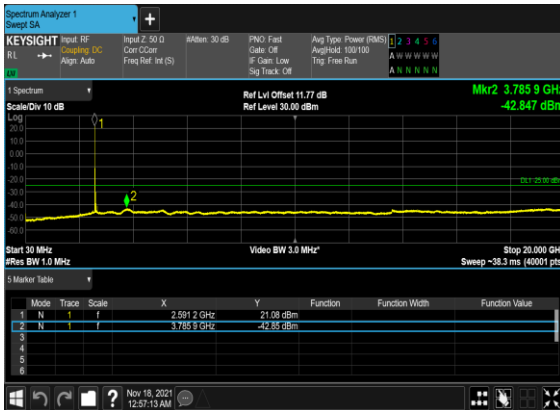 Spectrum Analyzer 1
Swept SA
+
KEYSIGHT Input: RF Input Z: 50 Ω #Atten: 30 dB PNO: Fast Avg Type: Power (RMS) 1 2 3 4 5 6
RL Coupling: DC Corr CCorr Gate: Off Avg|Hold: 100/100 A W W W W W
Align: Auto Freq Ref: Int (S) IF Gain: Low Trig: Free Run
LXI Sig Track: Off A N N N N N
1 Spectrum Ref Lvl Offset 11.77 dB Mkr2 3.785 9 GHz
Scale/Div 10 dB Ref Level 30.00 dBm -42.847 dBm
Log
20.0
10.0
0.00
-10.0
-20.0
-30.0
-40.0
-50.0
-60.0
1
2
DL1 -25.00 dBm
Start 30 MHz Video BW 3.0 MHz* Stop 20.000 GHz
#Res BW 1.0 MHz Sweep ~38.3 ms (40001 pts)
5 Marker Table
Mode Trace Scale X Y Function Function Width Function Value
1 N 1 f 2.591 2 GHz 21.08 dBm
2 N 1 f 3.785 9 GHz -42.85 dBm
3
4
5
6
? Nov 18, 2021
12:57:13 AM